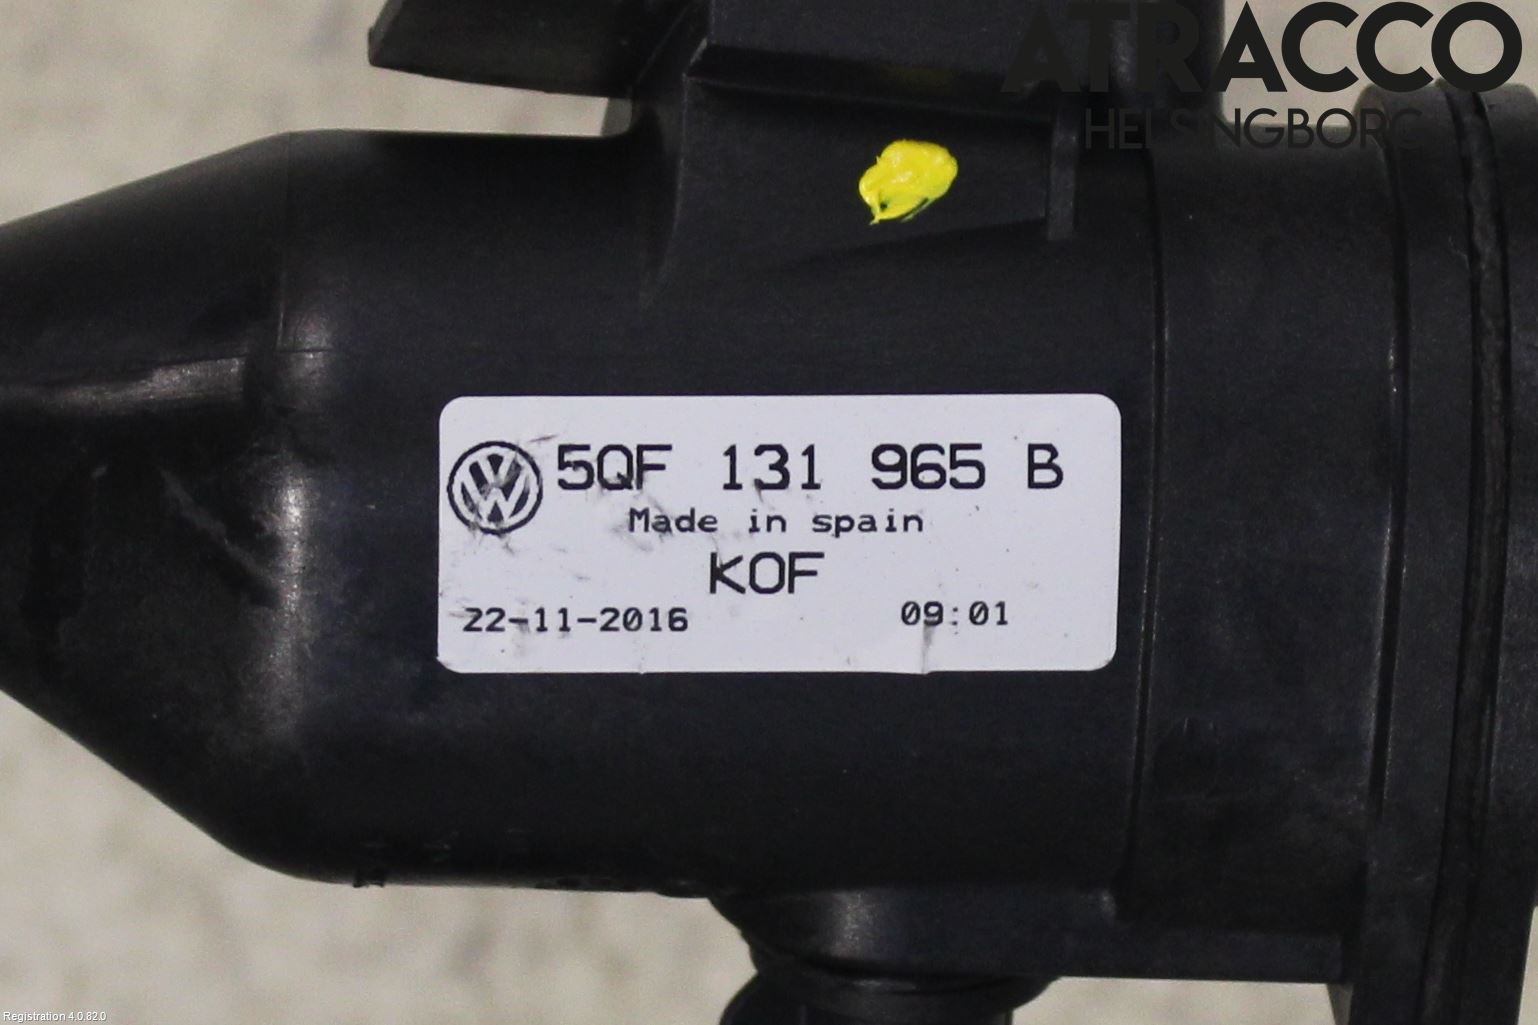 ATRACCO
HELSINGBORG
5QF 131 965 B
Made in spain
KOF
22-11-2016 09:01
Registration 4.0.82.0